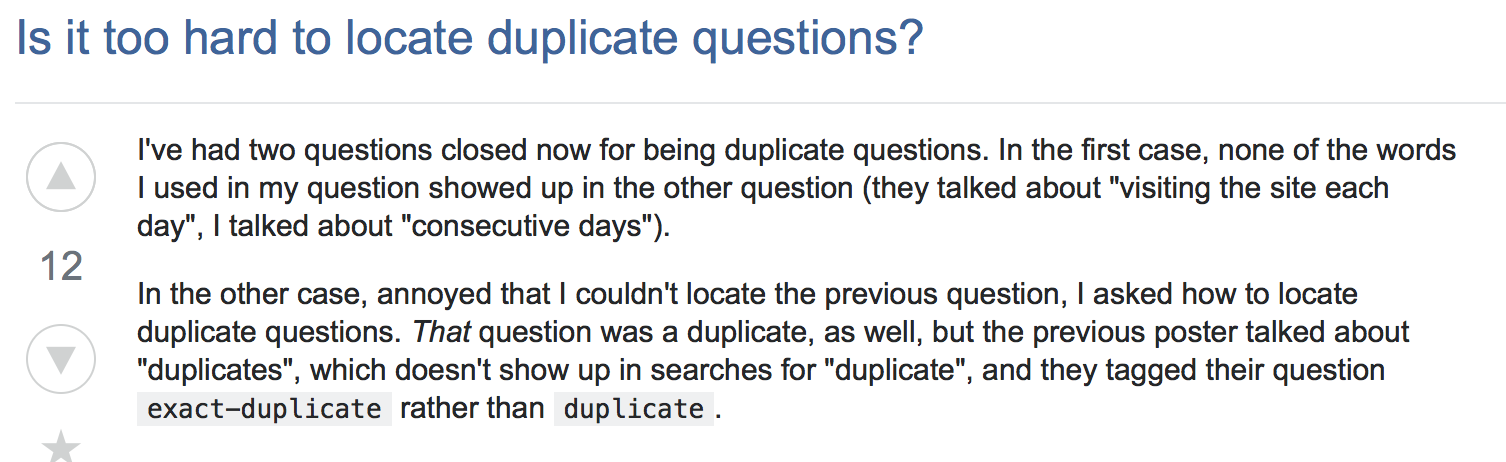 Is it too hard to locate duplicate questions?
I've had two questions closed now for being duplicate questions. In the first case, none of the words
I used in my question showed up in the other question (they talked about "visiting the site each
day", I talked about "consecutive days").
12
In the other case, annoyed that I couldn't locate the previous question, I asked how to locate
duplicate questions. That question was a duplicate, as well, but the previous poster talked about
"duplicates", which doesn't show up in searches for "duplicate", and they tagged their question
exact-duplicate rather than duplicate.